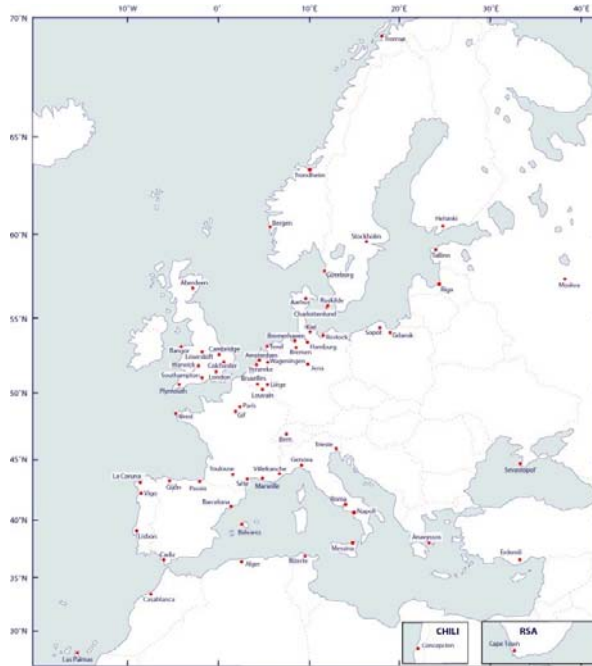 10°W 0° 10°E 20°E 30°E 40°E
70°N
Tromsø
65°N
Trondheim
60°N
Bergen
Helsinki
Stockholm
Tallinn
Göteborg
Aberdeen
Riga
Moskva
Aarhus
Roskilde
Charlottenlund
55°N
Kiel
Sopot
Gdansk
Rostock
Bremerhaven
Hamburg
Bangor
Cambridge
Texel
Bremen
Lowestoft
Amsterdam
Wageningen
Warwick
Colchester
Yerseke
Southampton
London
Bruxelles
Liège
Plymouth
Louvain
50°N
Paris
Brest
Gif
Bern
Trieste
45°N
Toulouse
Villefranche
Genova
Sevastopol
La Coruna
Gijón
Sète
Marseille
Vigo
Barcelona
Roma
Napoli
40°N
Baleares
Lisbon
Messina
Anavissos
Erdemli
Cadiz
Alger
Bizerte
35°N
Casablanca
30°N
Las Palmas
CHILI
Concepcion
RSA
Cape Town